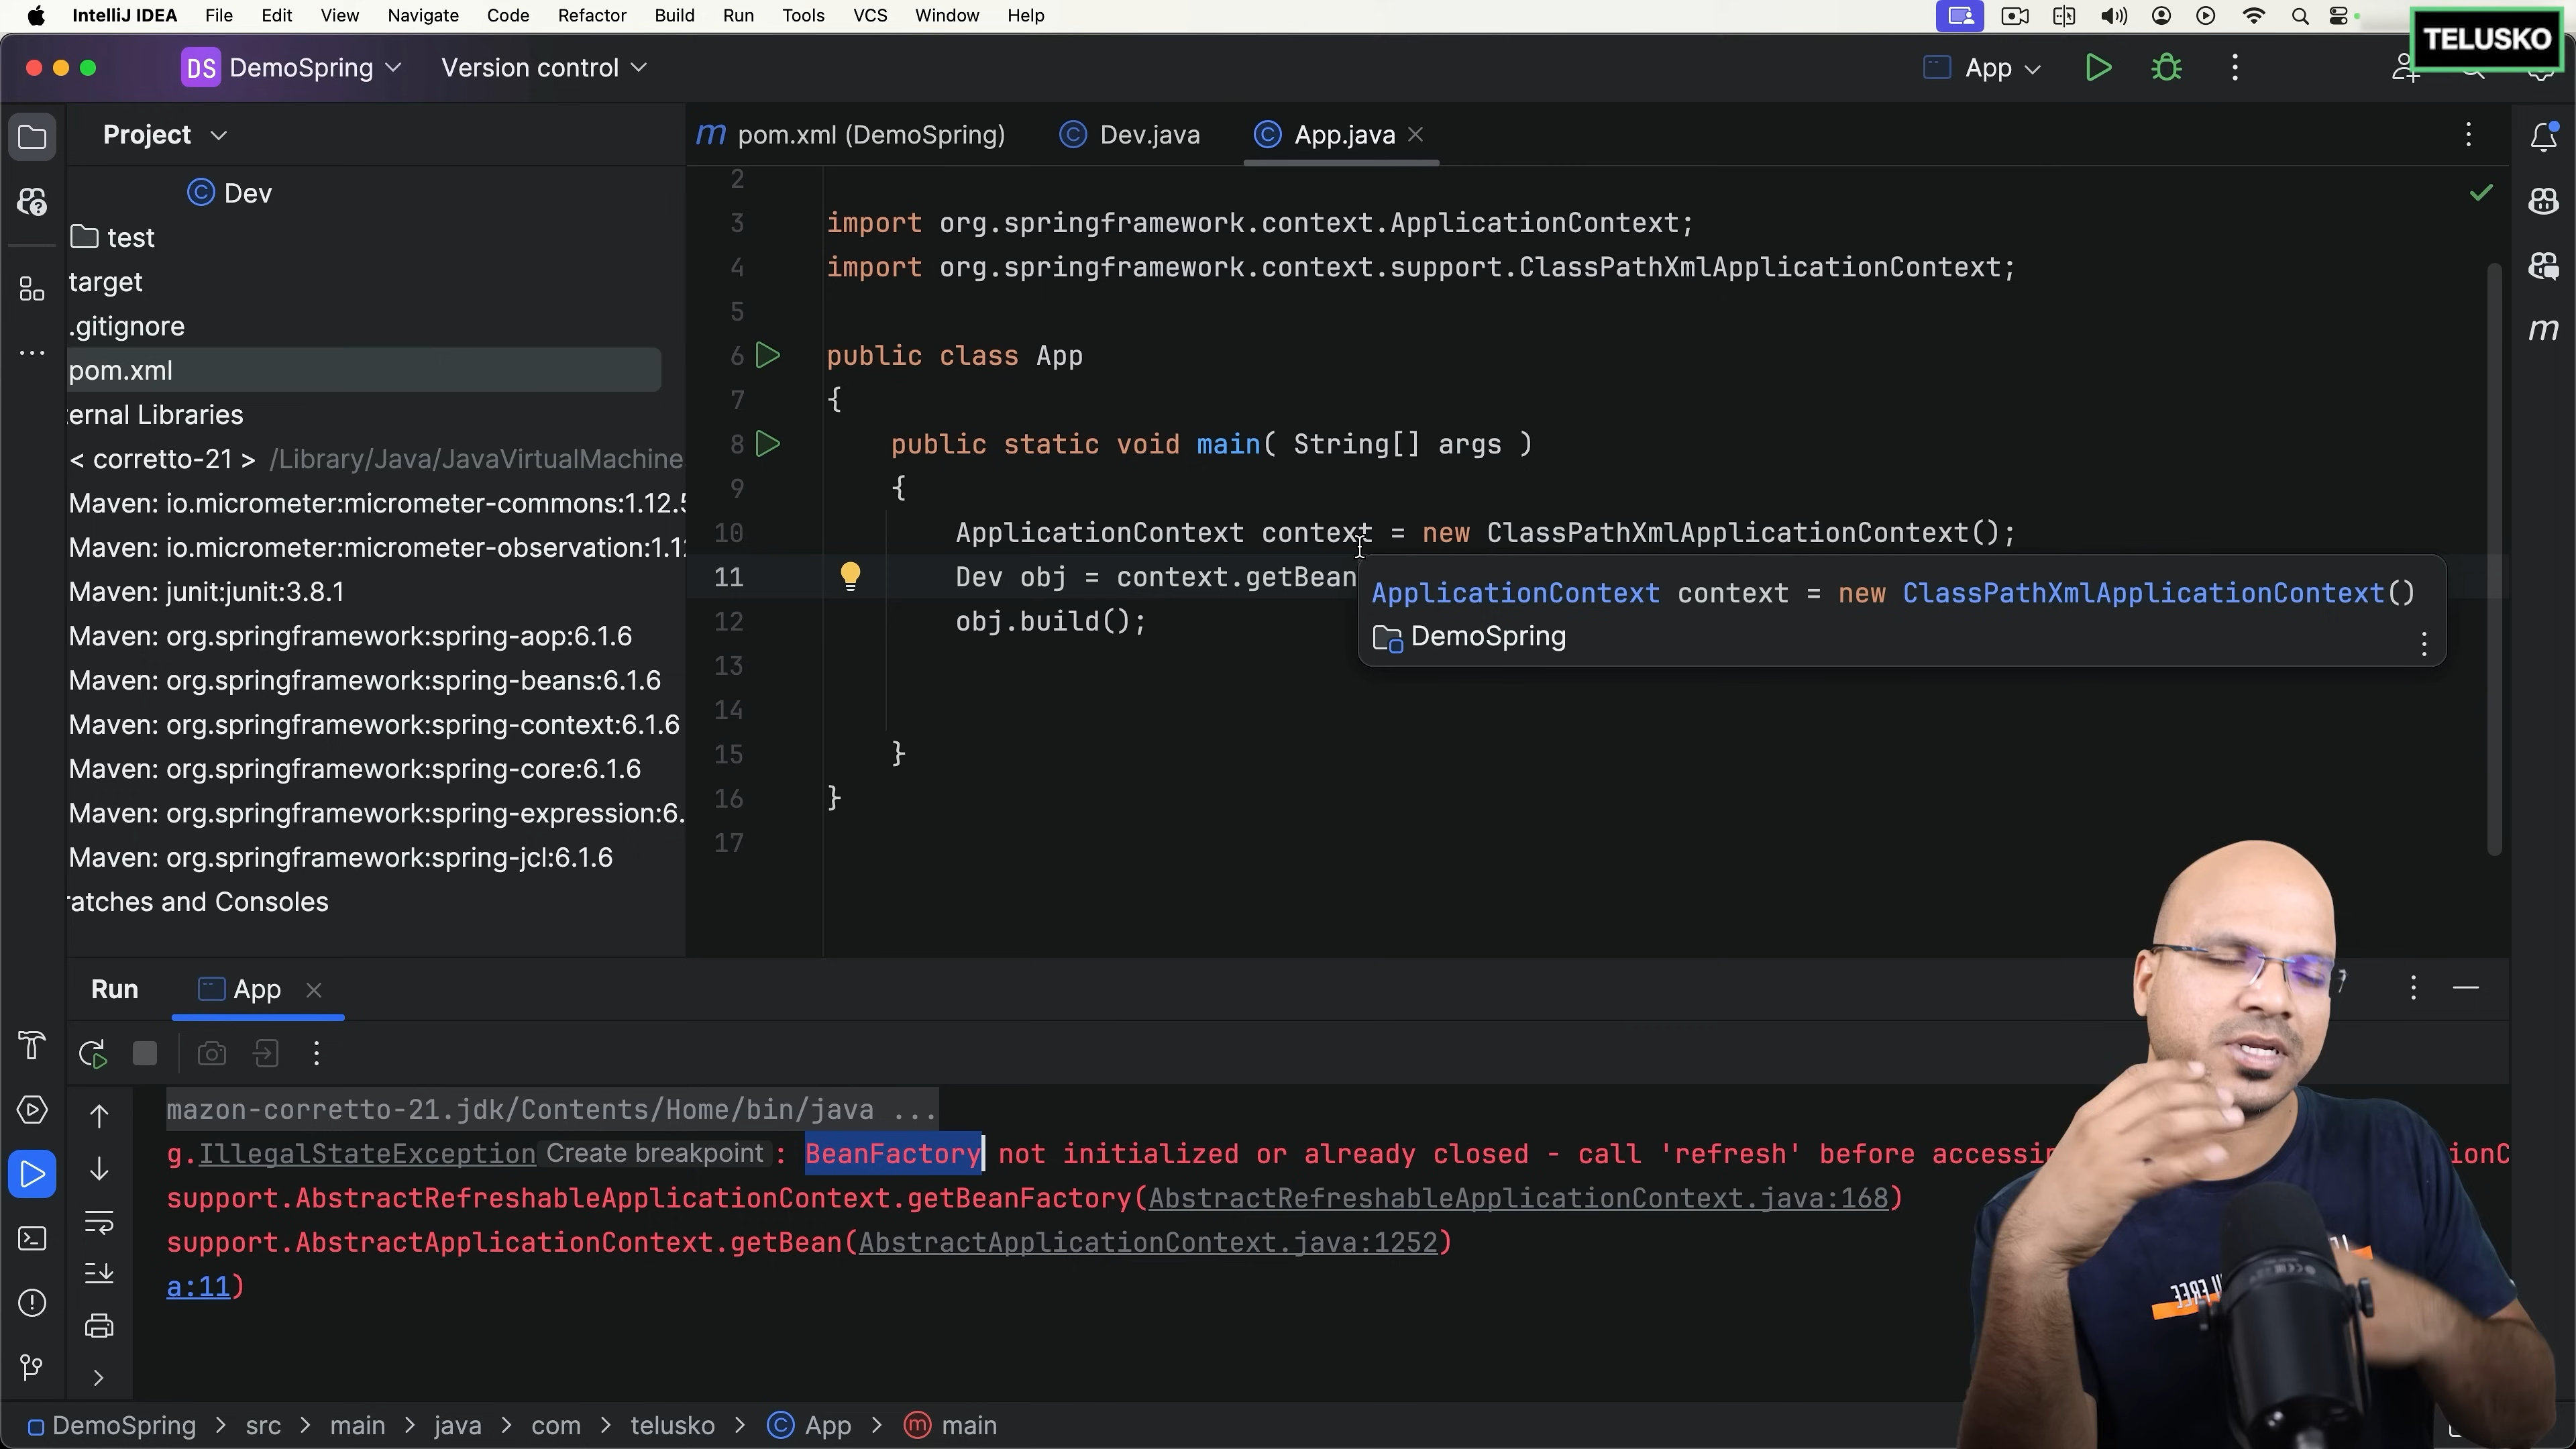 IntelliJ IDEA File Edit View Navigate Code Refactor Build Run Tools VCS Window Help
TELUSKO
DS DemoSpring Version control App
Project
pom.xml (DemoSpring) Dev.java App.java
Dev
test
target
.gitignore
pom.xml
ernal Libraries
< corretto-21 > /Library/Java/JavaVirtualMachine
Maven: io.micrometer:micrometer-commons:1.12.5
Maven: io.micrometer:micrometer-observation:1.1
Maven: junit:junit:3.8.1
Maven: org.springframework:spring-aop:6.1.6
Maven: org.springframework:spring-beans:6.1.6
Maven: org.springframework:spring-context:6.1.6
Maven: org.springframework:spring-core:6.1.6
Maven: org.springframework:spring-expression:6.
Maven: org.springframework:spring-jcl:6.1.6
ratches and Consoles
2
3 import org.springframework.context.ApplicationContext;
4 import org.springframework.context.support.ClassPathXmlApplicationContext;
5
6 public class App
7 {
8 public static void main( String[] args )
9 {
10 ApplicationContext context = new ClassPathXmlApplicationContext();
11 Dev obj = context.getBean
12 obj.build();
13
14
15 }
16 }
17
ApplicationContext context = new ClassPathXmlApplicationContext()
DemoSpring
Run App
mazon-corretto-21.jdk/Contents/Home/bin/java ...
g.IllegalStateException Create breakpoint : BeanFactory not initialized or already closed - call 'refresh' before accessin ionC
support.AbstractRefreshableApplicationContext.getBeanFactory(AbstractRefreshableApplicationContext.java:168)
support.AbstractApplicationContext.getBean(AbstractApplicationContext.java:1252)
a:11)
DemoSpring > src > main > java > com > telusko > App > main